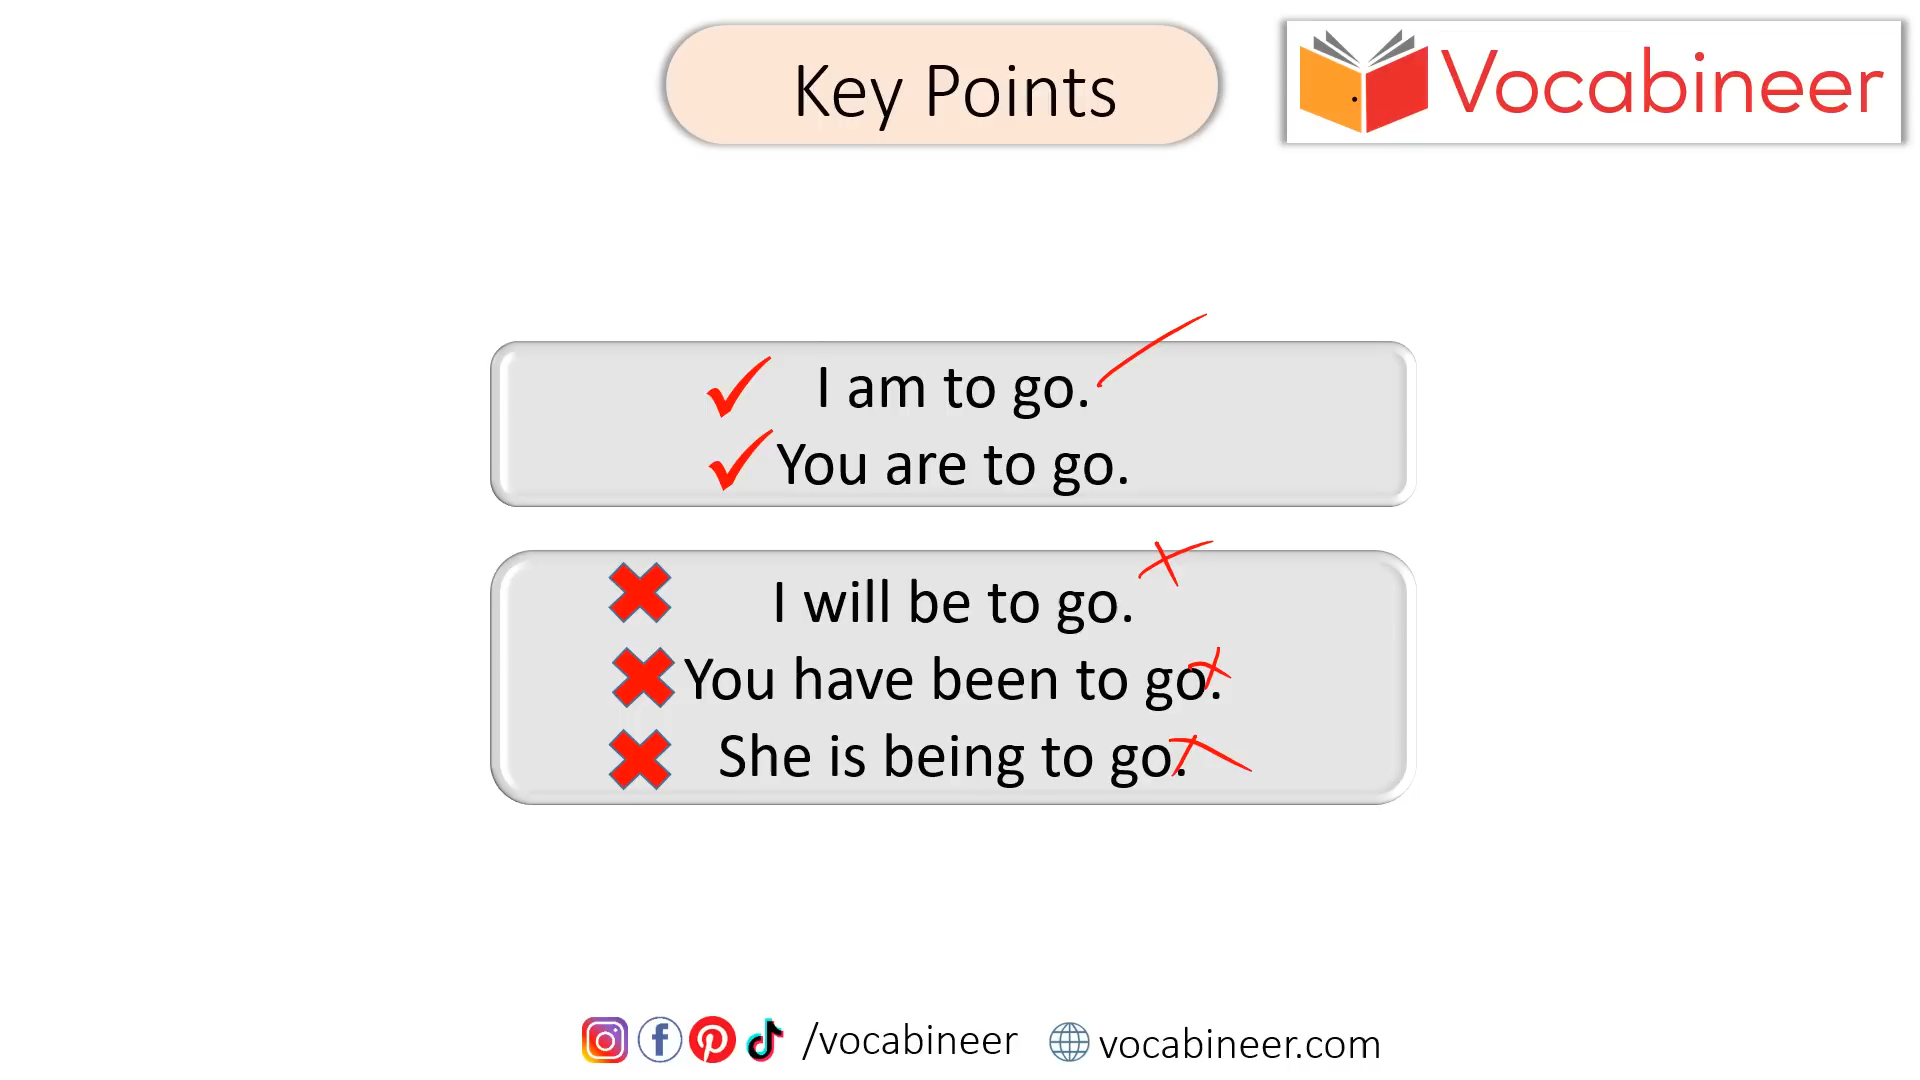 Key Points
Vocabineer
I am to go.
You are to go.
I will be to go.
You have been to go.
She is being to go.
/vocabineer
vocabineer.com